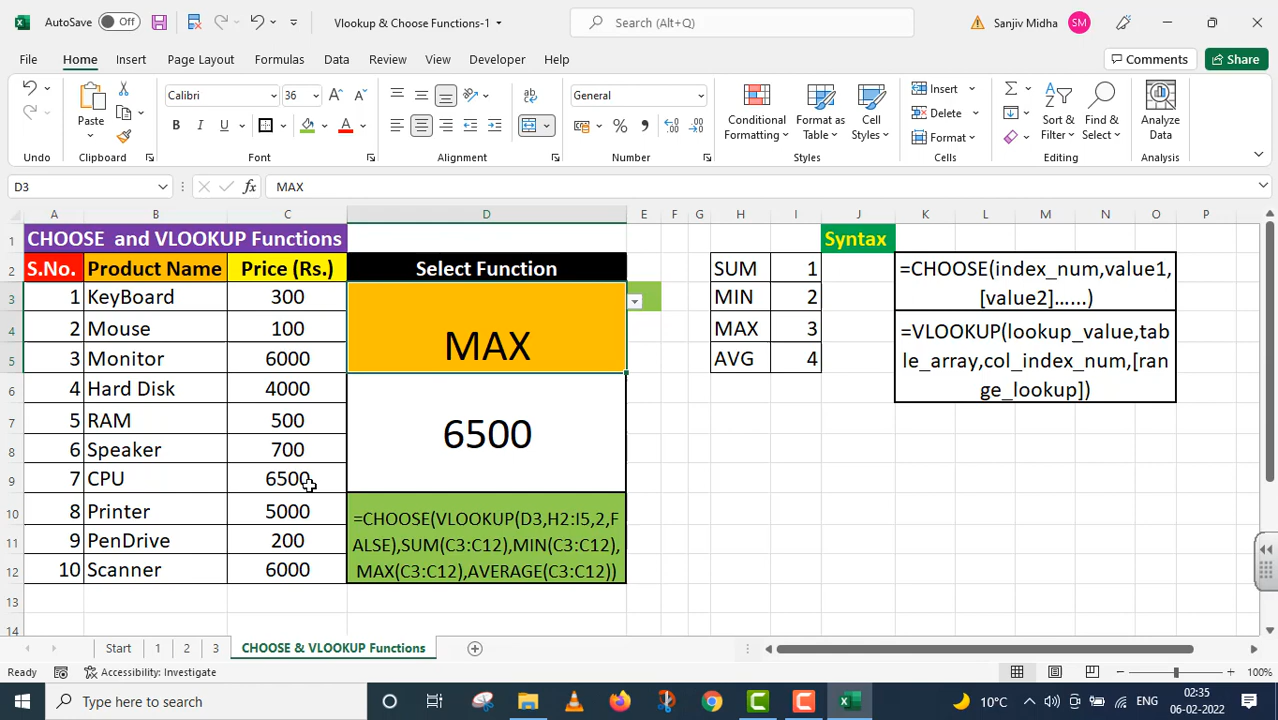 AutoSave Off Vlookup & Choose Functions-1 Search (Alt+Q) Sanjiv Midha SM
File Home Insert Page Layout Formulas Data Review View Developer Help Comments Share
Calibri 36 General Insert
Paste Conditional Formatting Format as Table Cell Styles Delete Sort & Filter Find & Select Analyze Data
B I U Format
Undo Clipboard Font Alignment Number Styles Cells Editing Analysis
D3 fx MAX
A B C D E F G H I J K L M N O P
1 CHOOSE and VLOOKUP Functions Syntax
2 S.No. Product Name Price (Rs.) Select Function SUM 1 =CHOOSE(index_num,value1,
3 1 KeyBoard 300 MIN 2 [value2]......)
4 2 Mouse 100 MAX MAX 3 =VLOOKUP(lookup_value,tab
5 3 Monitor 6000 AVG 4 le_array,col_index_num,[ran
6 4 Hard Disk 4000 ge_lookup])
7 5 RAM 500 6500
8 6 Speaker 700
9 7 CPU 6500
10 8 Printer 5000 =CHOOSE(VLOOKUP(D3,H2:I5,2,F
11 9 PenDrive 200 ALSE),SUM(C3:C12),MIN(C3:C12),
12 10 Scanner 6000 MAX(C3:C12),AVERAGE(C3:C12))
13
14
Start 1 2 3 CHOOSE & VLOOKUP Functions
Ready Accessibility: Investigate 100%
Type here to search 10°C ENG 02:35
06-02-2022